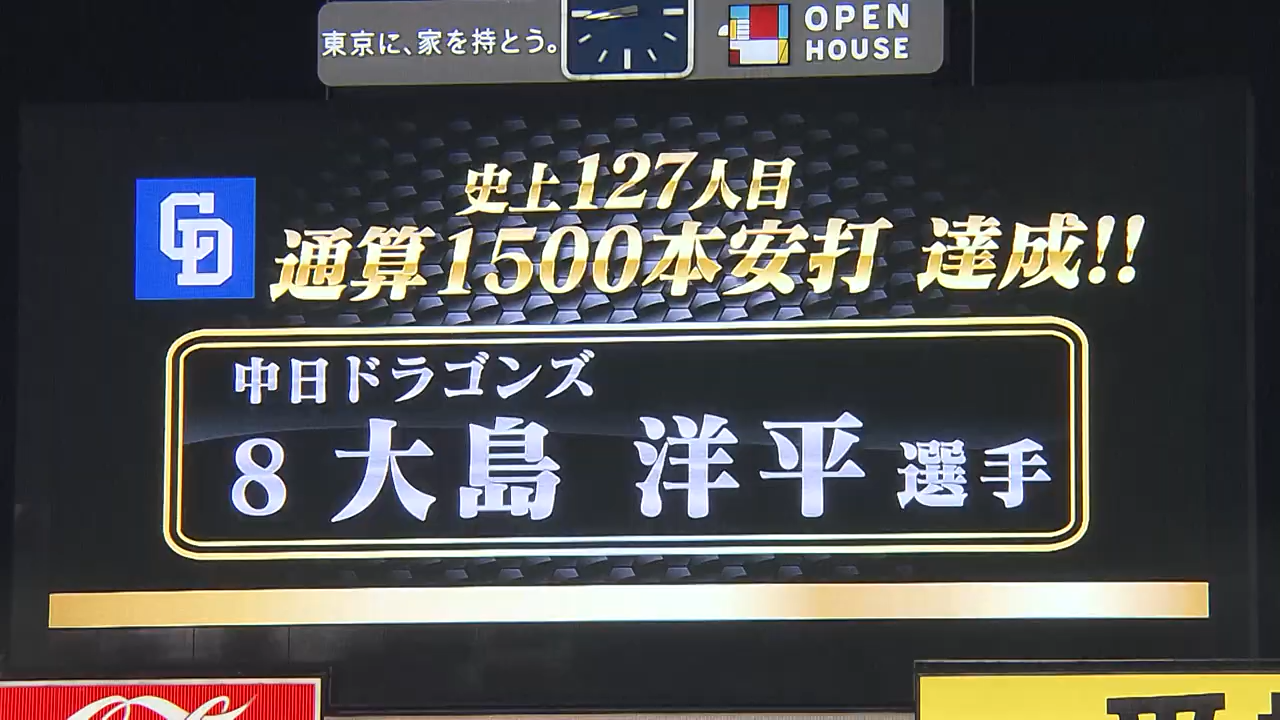 東京に、家を持とう。
OPEN
HOUSE
史上127人目
CD
通算1500本安打 達成!!
中日ドラゴンズ
8 大島 洋平 選手